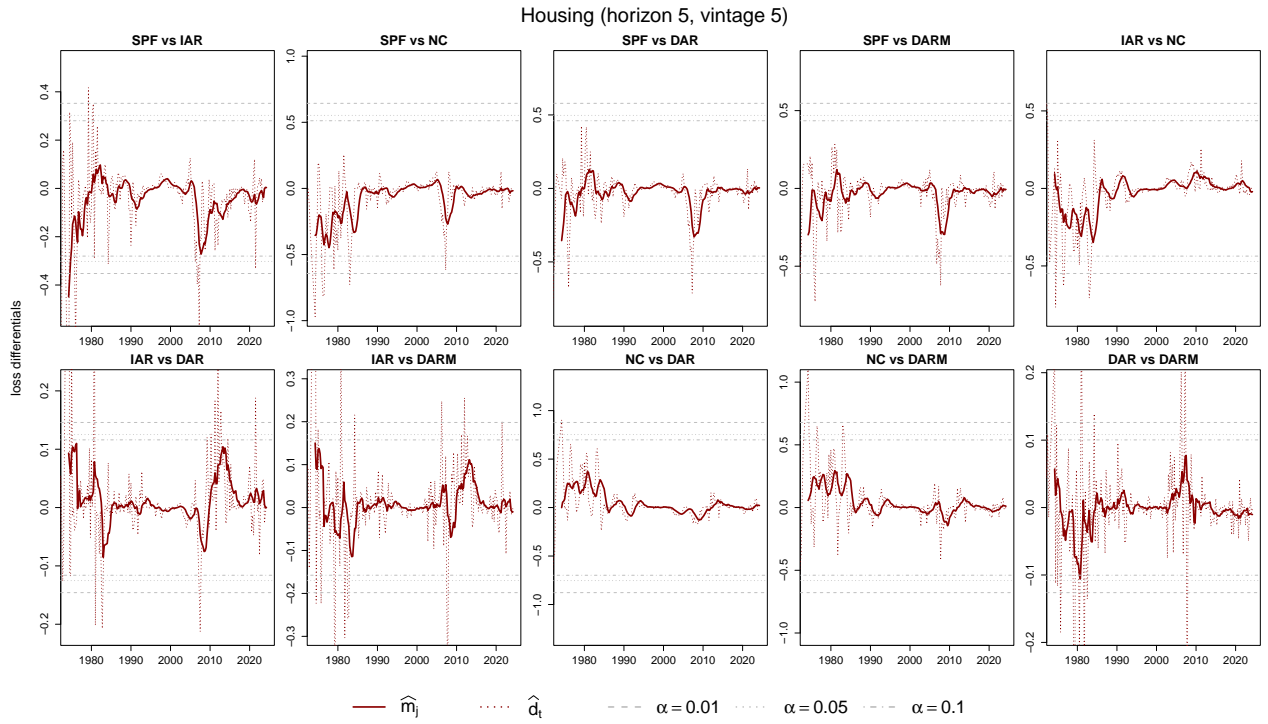 Housing (horizon 5, vintage 5)
SPF vs IAR
SPF vs NC
SPF vs DAR
SPF vs DARM
IAR vs NC
0.4
0.2
0.0
−0.2
−0.4
1980 1990 2000 2010 2020
1.0
0.5
0.0
−0.5
−1.0
1980 1990 2000 2010 2020
0.5
0.0
−0.5
1980 1990 2000 2010 2020
0.5
0.0
−0.5
1980 1990 2000 2010 2020
0.5
0.0
−0.5
1980 1990 2000 2010 2020
loss differentials
IAR vs DAR
IAR vs DARM
NC vs DAR
NC vs DARM
DAR vs DARM
0.2
0.1
0.0
−0.1
−0.2
1980 1990 2000 2010 2020
0.3
0.2
0.1
0.0
−0.1
−0.2
−0.3
1980 1990 2000 2010 2020
1.0
0.5
0.0
−0.5
−1.0
1980 1990 2000 2010 2020
1.0
0.5
0.0
−0.5
−1.0
1980 1990 2000 2010 2020
0.2
0.1
0.0
−0.1
−0.2
1980 1990 2000 2010 2020
m̂j d̂t α = 0.01 α = 0.05 α = 0.1